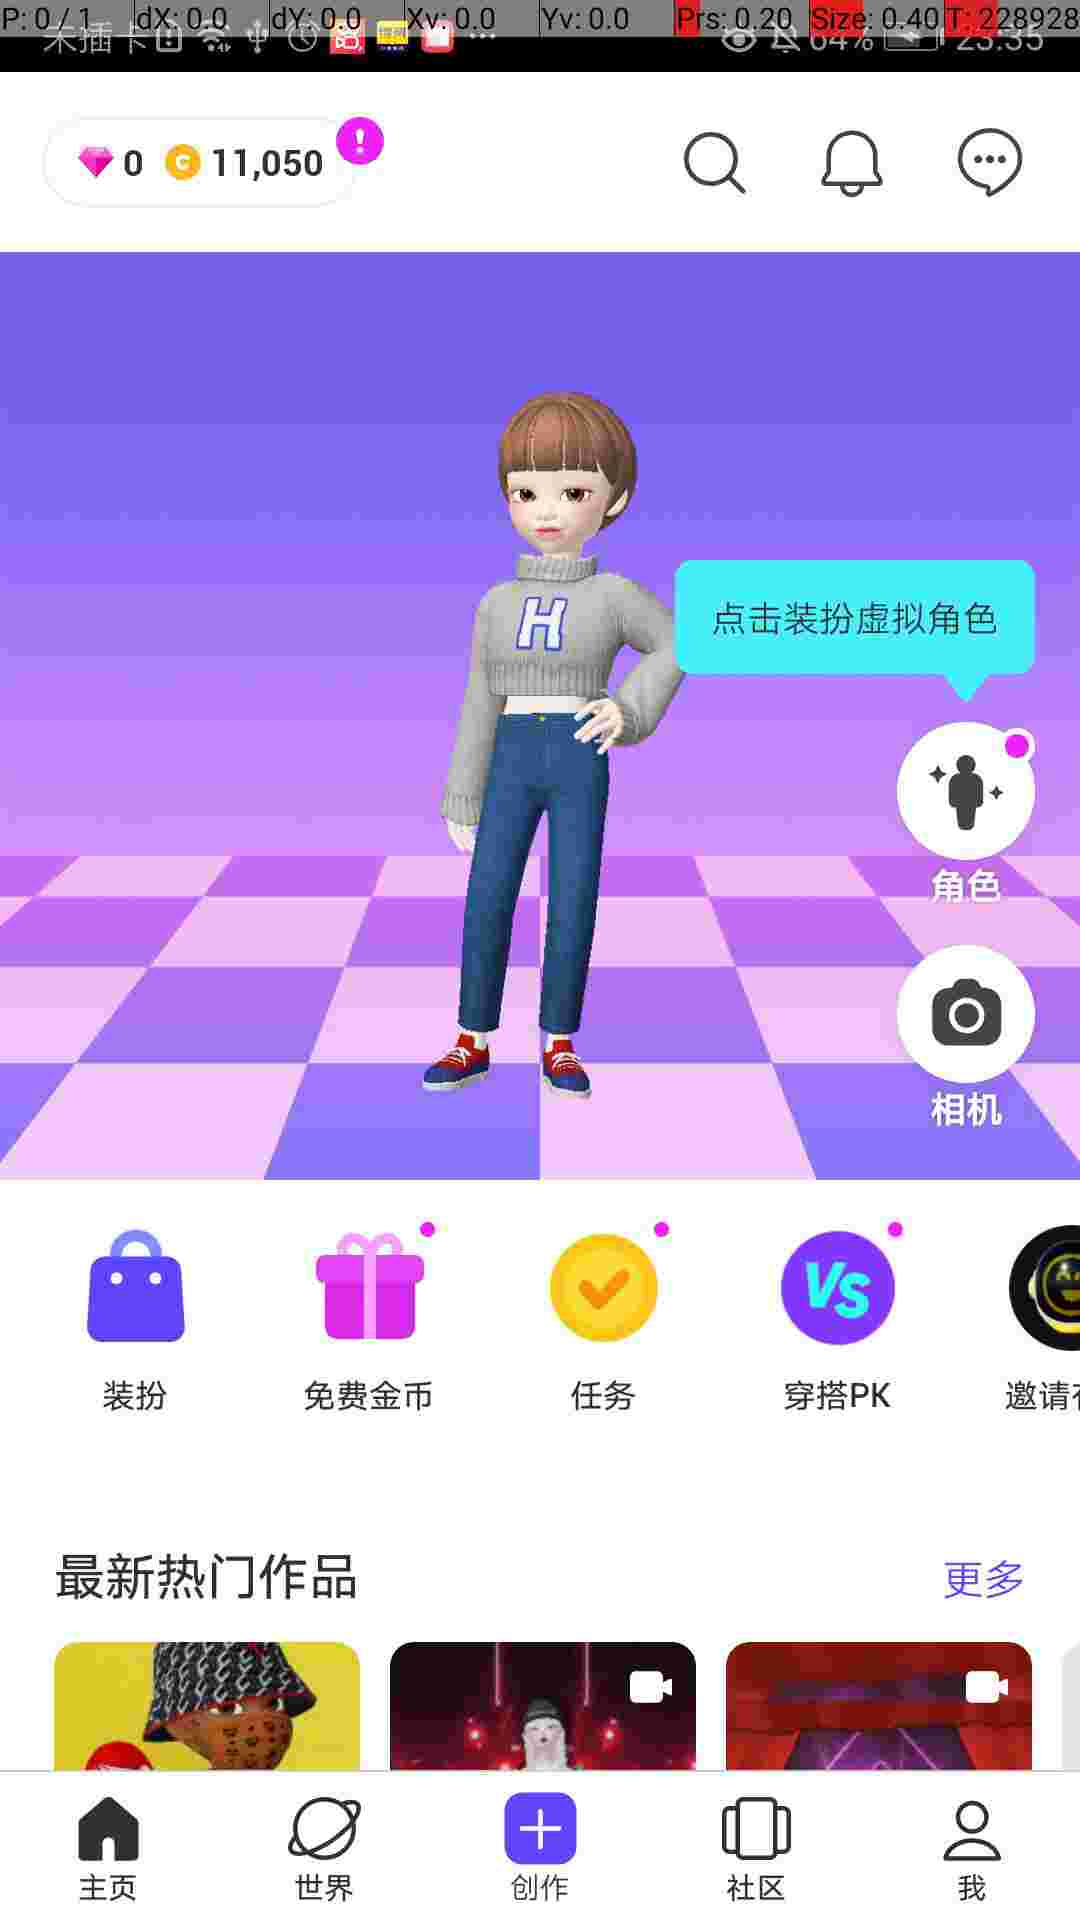 P: 0 / 1 dX: 0.0 dY: 0.0 Xv: 0.0 Yv: 0.0 Prs: 0.20 Size: 0.40 T: 228928
未插卡 64% 23:35
0 C 11,050 !
H
点击装扮虚拟角色
角色
相机
VS
装扮 免费金币 任务 穿搭PK 邀请
最新热门作品 更多
主页 世界 创作 社区 我